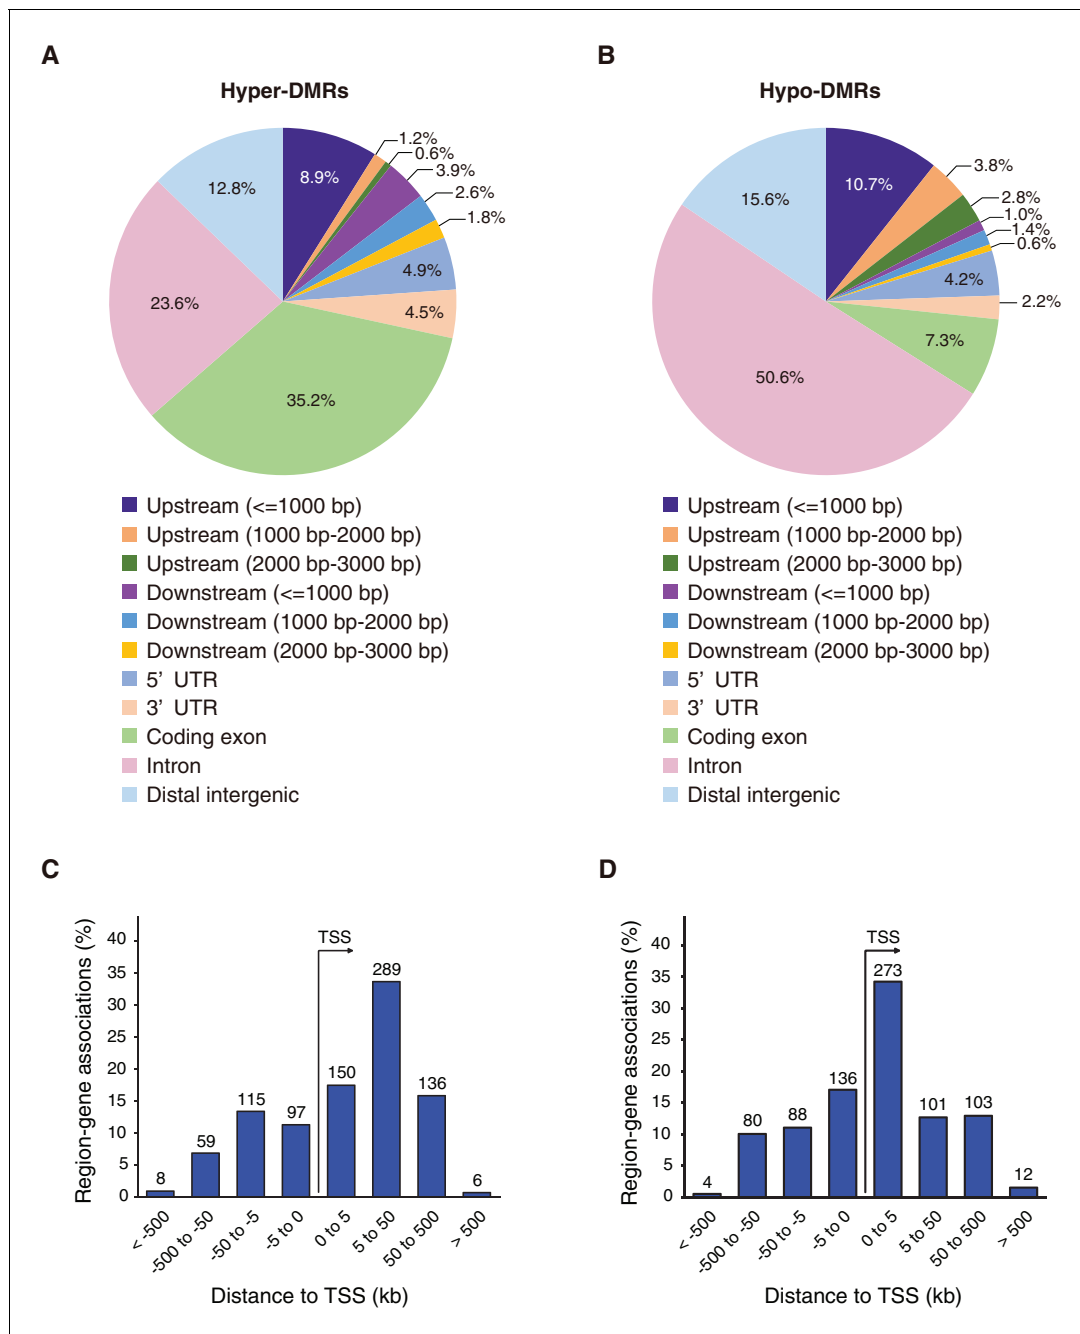 A
Hyper-DMRs
8.9%
1.2%
0.6%
3.9%
2.6%
1.8%
4.9%
4.5%
35.2%
23.6%
12.8%
Upstream (<=1000 bp)
Upstream (1000 bp-2000 bp)
Upstream (2000 bp-3000 bp)
Downstream (<=1000 bp)
Downstream (1000 bp-2000 bp)
Downstream (2000 bp-3000 bp)
5’ UTR
3’ UTR
Coding exon
Intron
Distal intergenic
B
Hypo-DMRs
10.7%
3.8%
2.8%
1.0%
1.4%
0.6%
4.2%
2.2%
7.3%
50.6%
15.6%
Upstream (<=1000 bp)
Upstream (1000 bp-2000 bp)
Upstream (2000 bp-3000 bp)
Downstream (<=1000 bp)
Downstream (1000 bp-2000 bp)
Downstream (2000 bp-3000 bp)
5’ UTR
3’ UTR
Coding exon
Intron
Distal intergenic
C
Region-gene associations (%)
40
35
30
25
20
15
10
5
0
TSS
8
59
115
97
150
289
136
6
< -500
-500 to -50
-50 to -5
-5 to 0
0 to 5
5 to 50
50 to 500
> 500
Distance to TSS (kb)
D
Region-gene associations (%)
40
35
30
25
20
15
10
5
0
TSS
4
80
88
136
273
101
103
12
< -500
-500 to -50
-50 to -5
-5 to 0
0 to 5
5 to 50
50 to 500
> 500
Distance to TSS (kb)